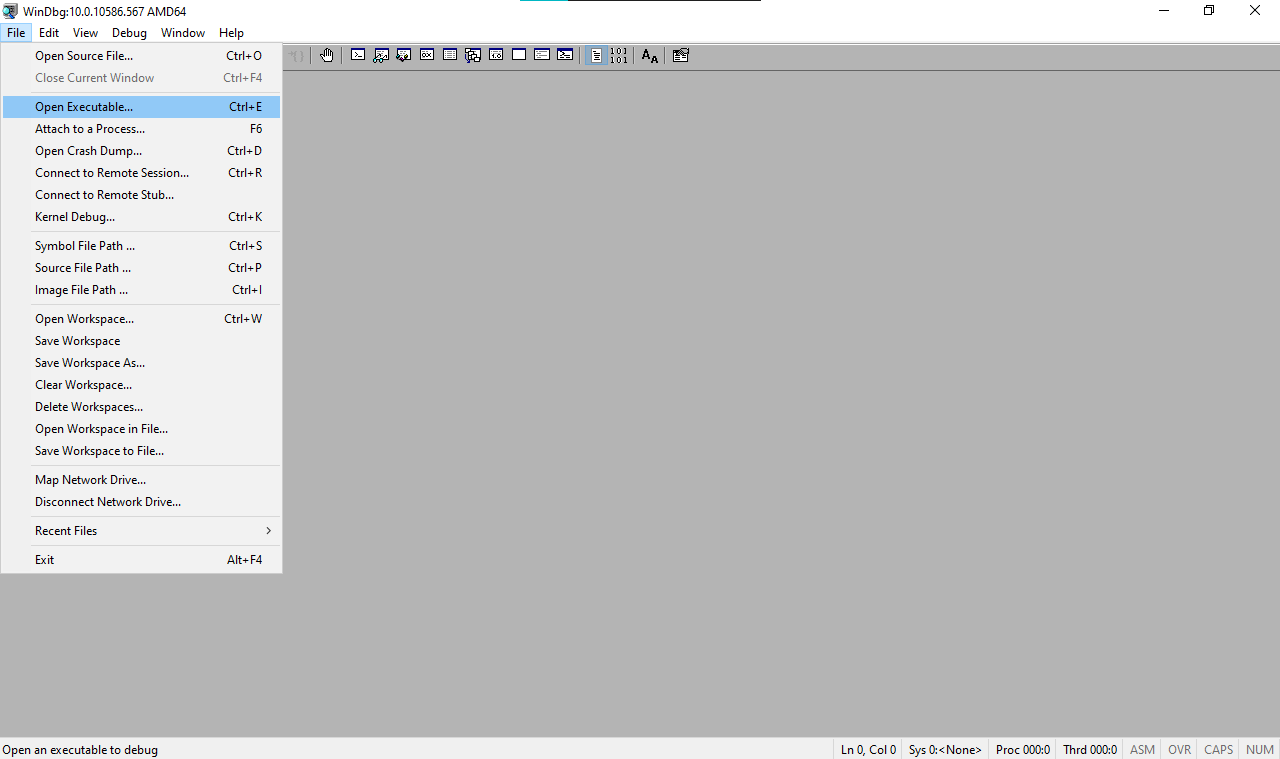 WinDbg:10.0.10586.567 AMD64
File Edit View Debug Window Help
Open Source File... Ctrl+O
Close Current Window Ctrl+F4
Open Executable... Ctrl+E
Attach to a Process... F6
Open Crash Dump... Ctrl+D
Connect to Remote Session... Ctrl+R
Connect to Remote Stub...
Kernel Debug... Ctrl+K
Symbol File Path ... Ctrl+S
Source File Path ... Ctrl+P
Image File Path ... Ctrl+I
Open Workspace... Ctrl+W
Save Workspace
Save Workspace As...
Clear Workspace...
Delete Workspaces...
Open Workspace in File...
Save Workspace to File...
Map Network Drive...
Disconnect Network Drive...
Recent Files
Exit Alt+F4
101
101
AA
Open an executable to debug
Ln 0, Col 0 Sys 0:<None> Proc 000:0 Thrd 000:0 ASM OVR CAPS NUM